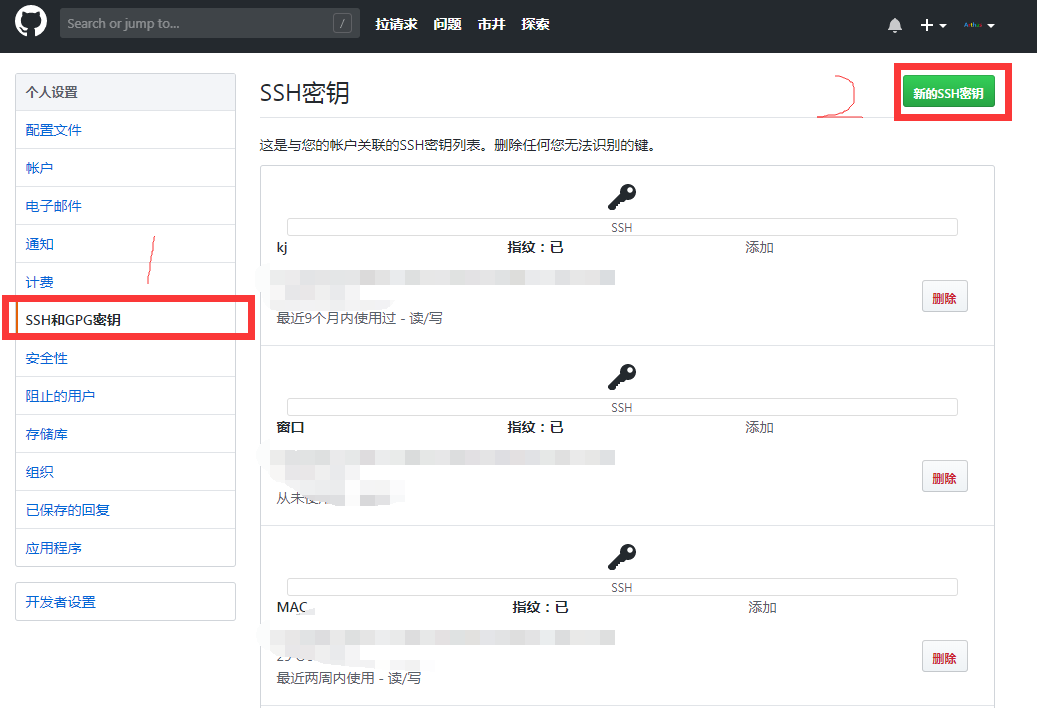 Search or jump to...
/
拉请求 问题 市井 探索
个人设置
配置文件
帐户
电子邮件
通知
计费
SSH和GPG密钥
安全性
阻止的用户
存储库
组织
已保存的回复
应用程序
开发者设置
1
SSH密钥
2
新的SSH密钥
这是与您的帐户关联的SSH密钥列表。删除任何您无法识别的键。
SSH
kj 指纹：已 添加
删除
最近9个月内使用过 - 读/写
SSH
窗口 指纹：已 添加
删除
从未使
SSH
MAC 指纹：已 添加
删除
最近两周内使用 - 读/写